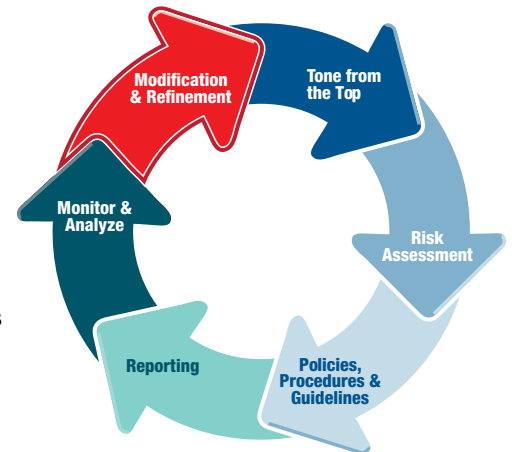 Tone from
the Top
Risk
Assessment
Policies,
Procedures &
Guidelines
Reporting
Monitor &
Analyze
Modification
& Refinement
s